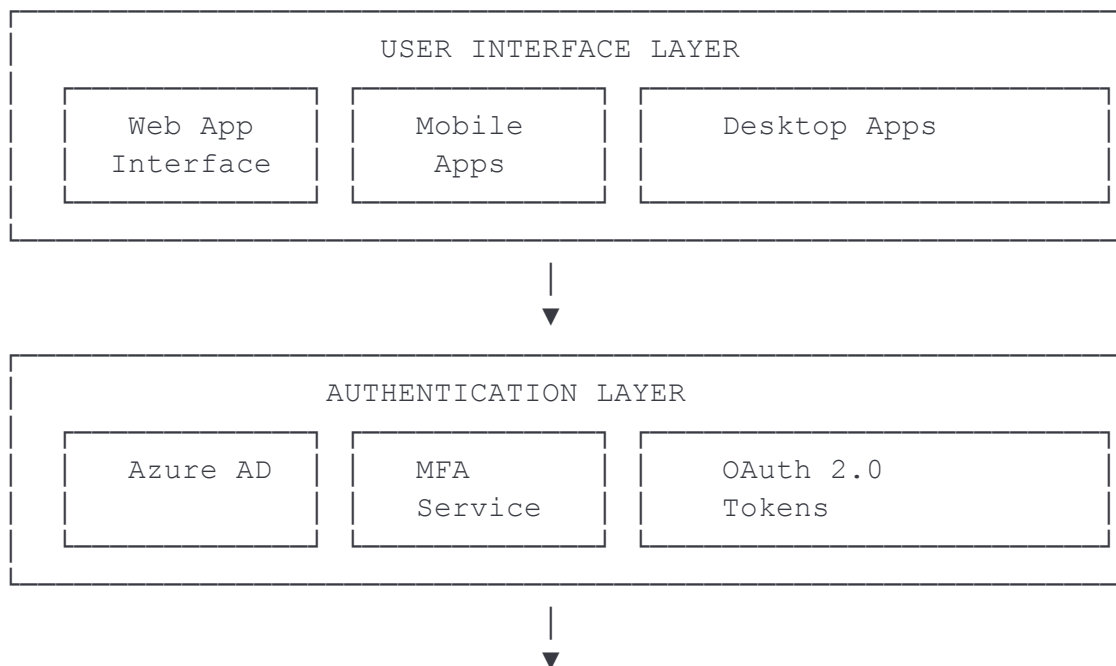 USER INTERFACE LAYER
Web App Mobile Desktop Apps
Interface Apps
AUTHENTICATION LAYER
Azure AD MFA OAuth 2.0
Service Tokens